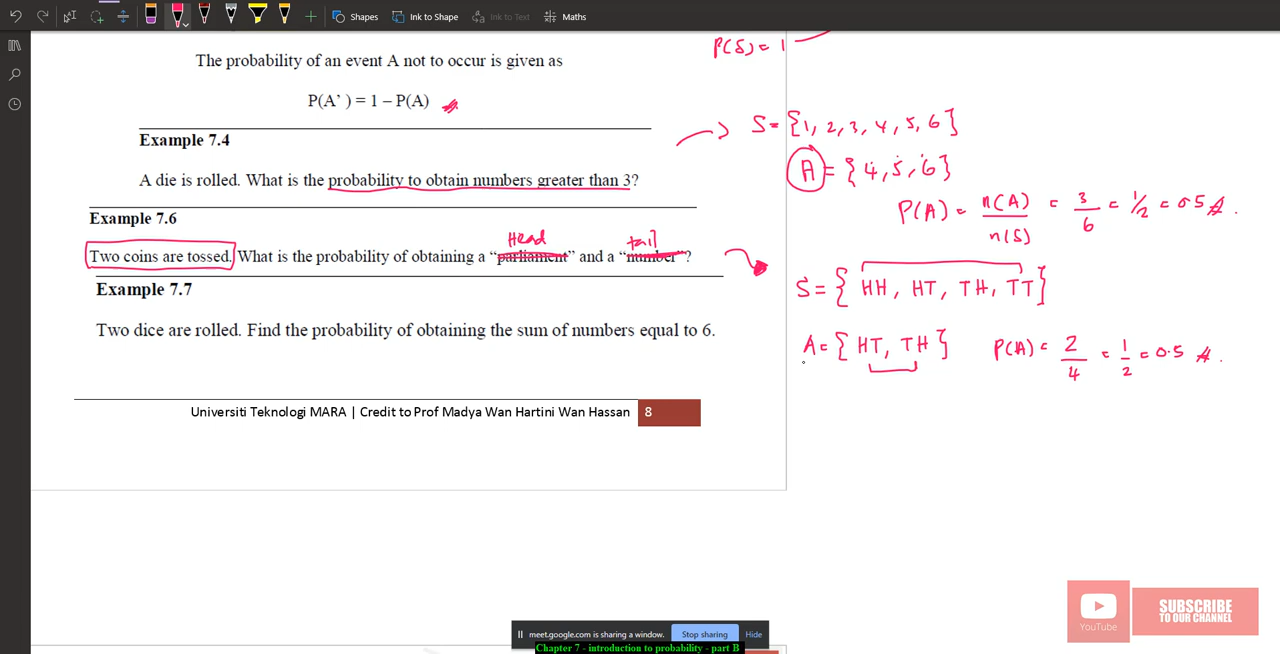 Shapes Ink to Shape Ink to Text Maths
P(S) = 1
The probability of an event A not to occur is given as
P(A’ ) = 1 – P(A)
Example 7.4
S = {1, 2, 3, 4, 5, 6}
A die is rolled. What is the probability to obtain numbers greater than 3?
A = {4, 5, 6}
P(A) = n(A)/n(S) = 3/6 = 1/2 = 0.5
Example 7.6
Head tail
Two coins are tossed. What is the probability of obtaining a “parliament” and a “number”?
S = { HH, HT, TH, TT}
Example 7.7
Two dice are rolled. Find the probability of obtaining the sum of numbers equal to 6.
A = { HT, TH } P(A) = 2/4 = 1/2 = 0.5
Universiti Teknologi MARA | Credit to Prof Madya Wan Hartini Wan Hassan 8
YouTube
SUBSCRIBE
TO OUR CHANNEL
meet.google.com is sharing a window. Stop sharing Hide
Chapter 7 - introduction to probability - part B